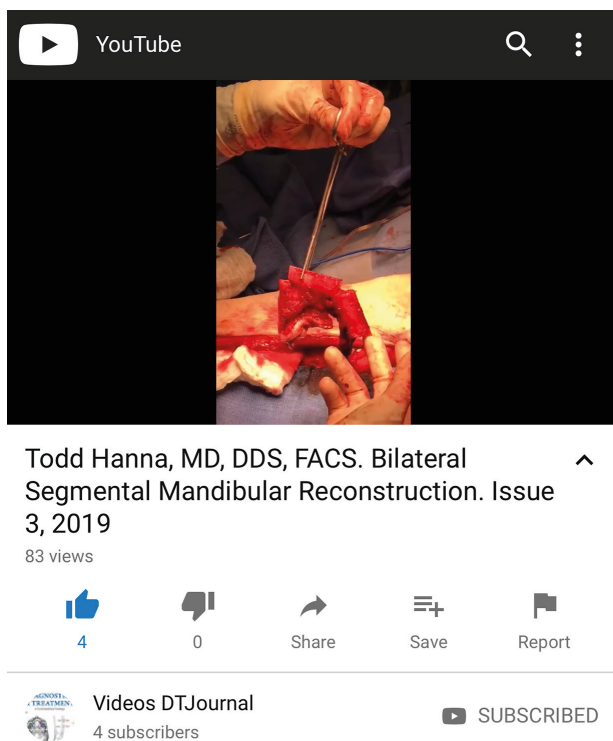 YouTube
Todd Hanna, MD, DDS, FACS. Bilateral
Segmental Mandibular Reconstruction. Issue
3, 2019
83 views
4
0
Share
Save
Report
Videos DTJournal
4 subscribers
SUBSCRIBED